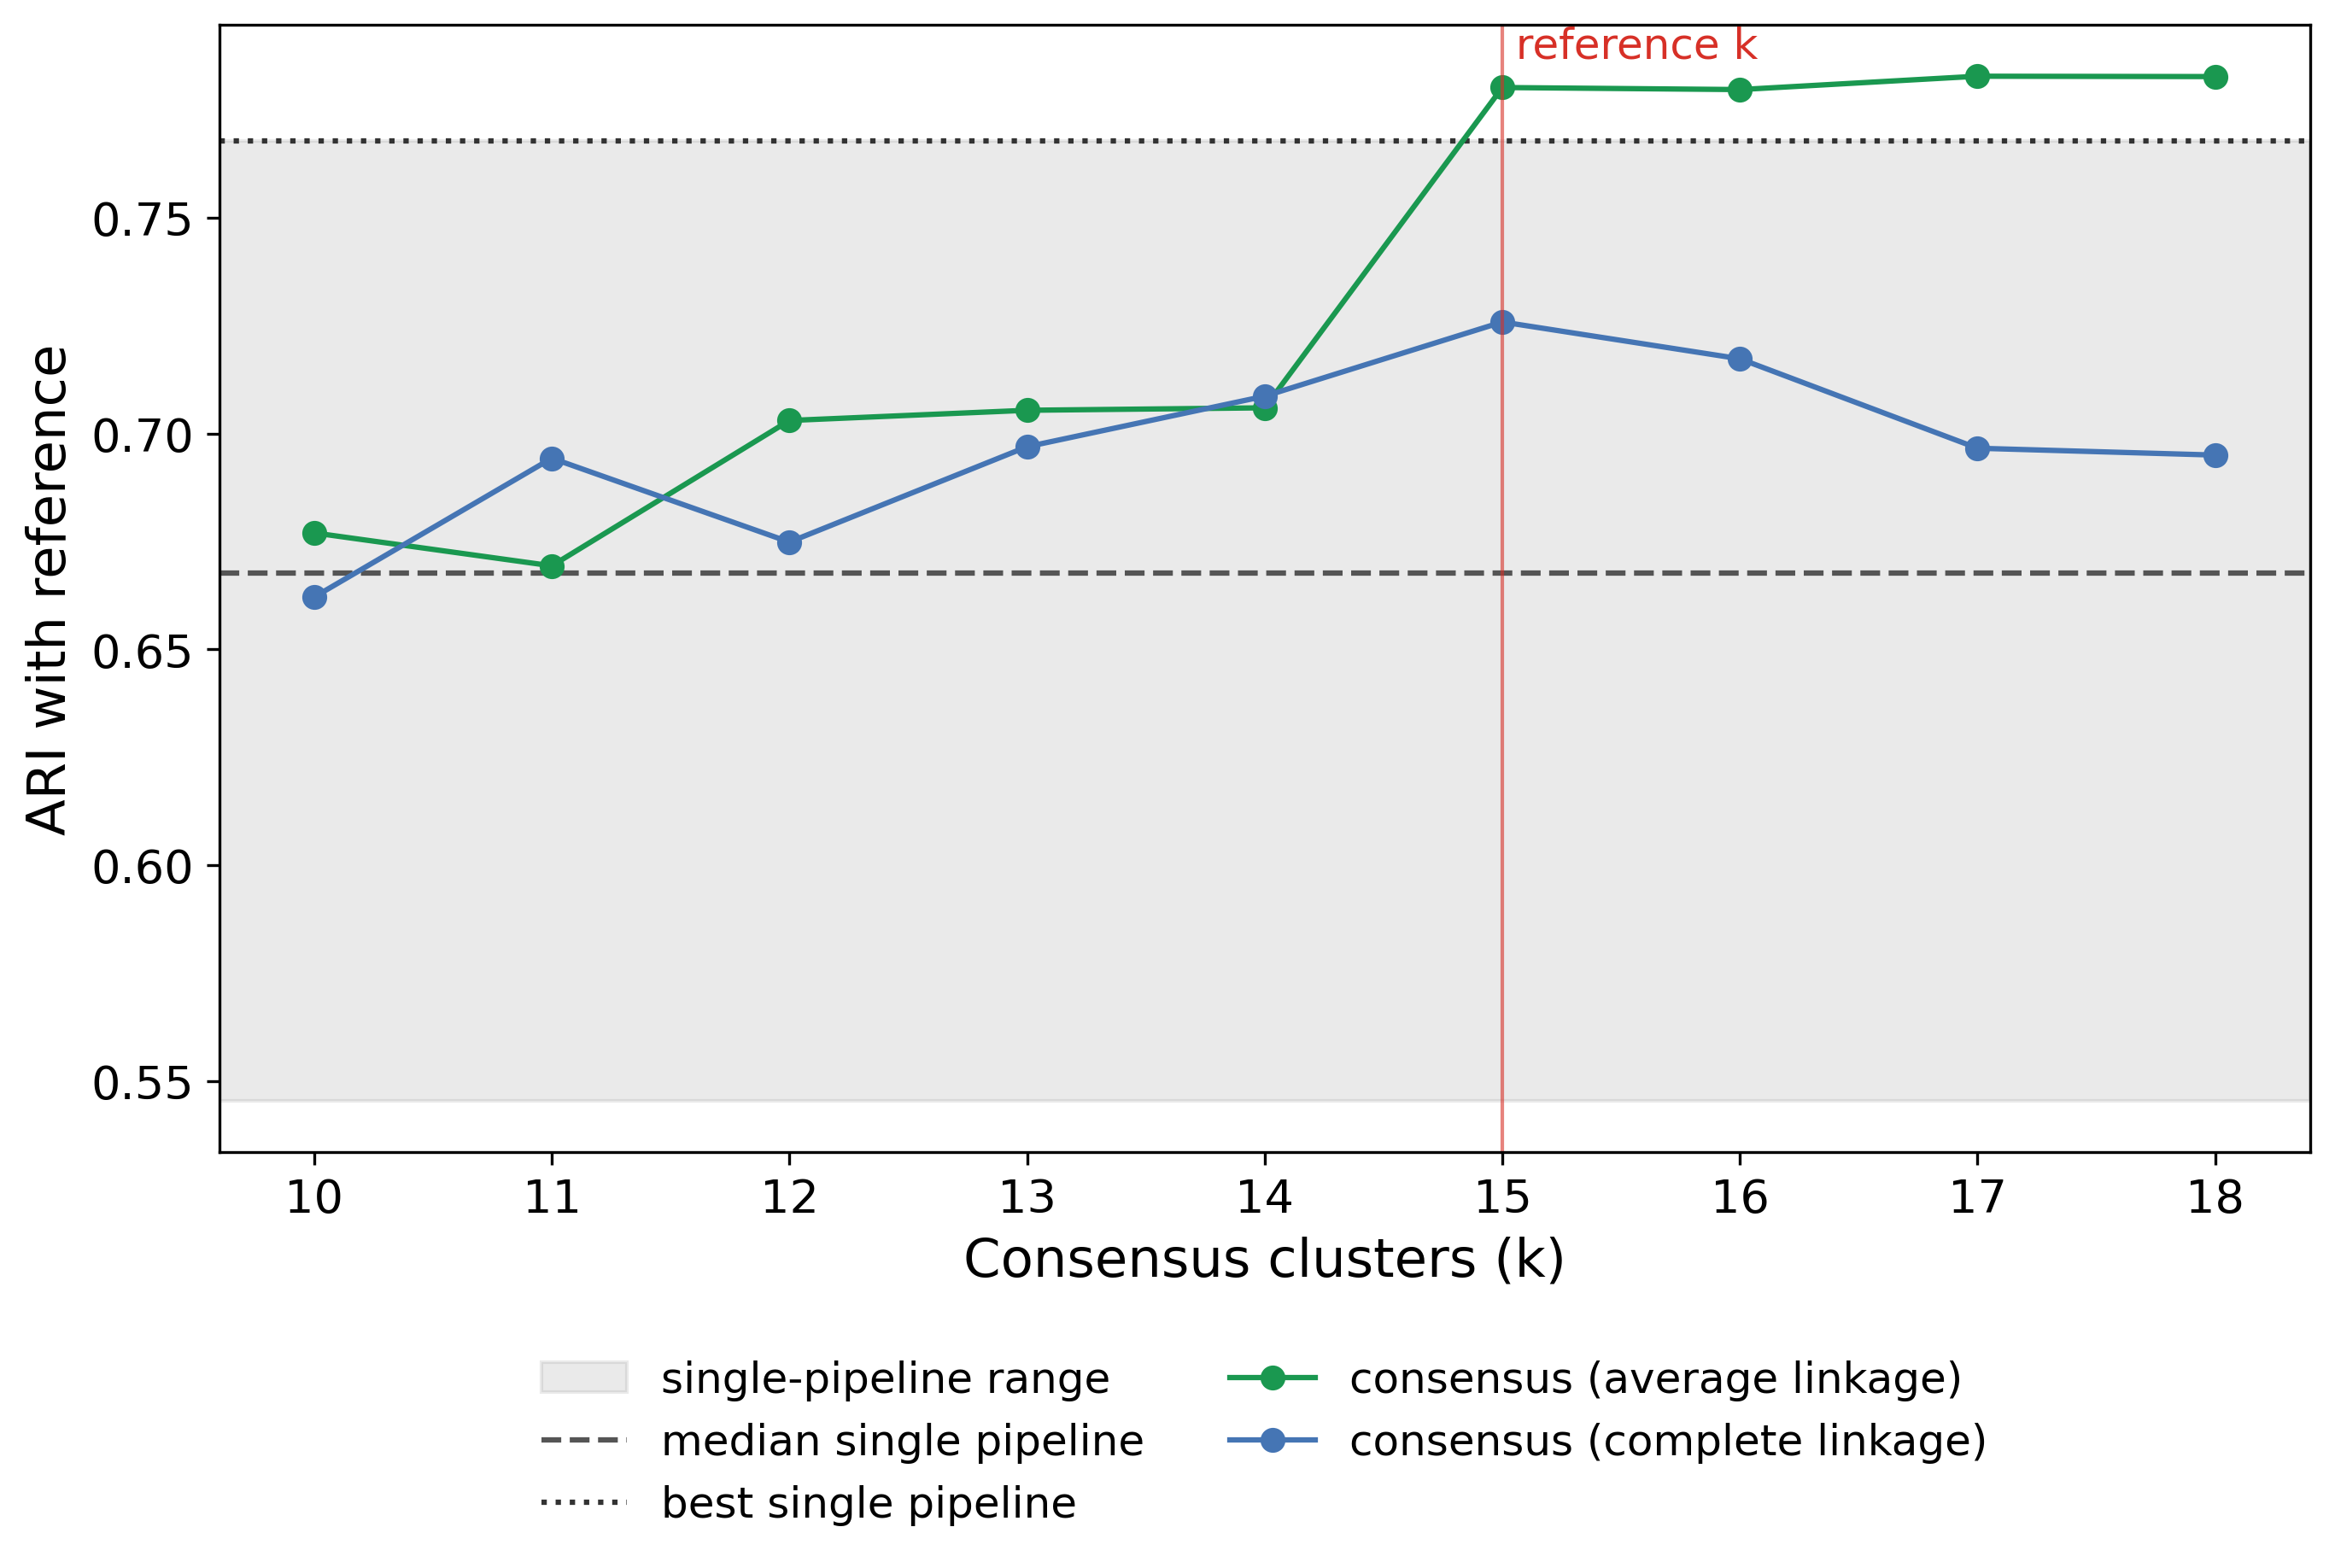 reference k
ARI with reference
0.75
0.70
0.65
0.60
0.55
10 11 12 13 14 15 16 17 18
Consensus clusters (k)
single-pipeline range
median single pipeline
best single pipeline
consensus (average linkage)
consensus (complete linkage)